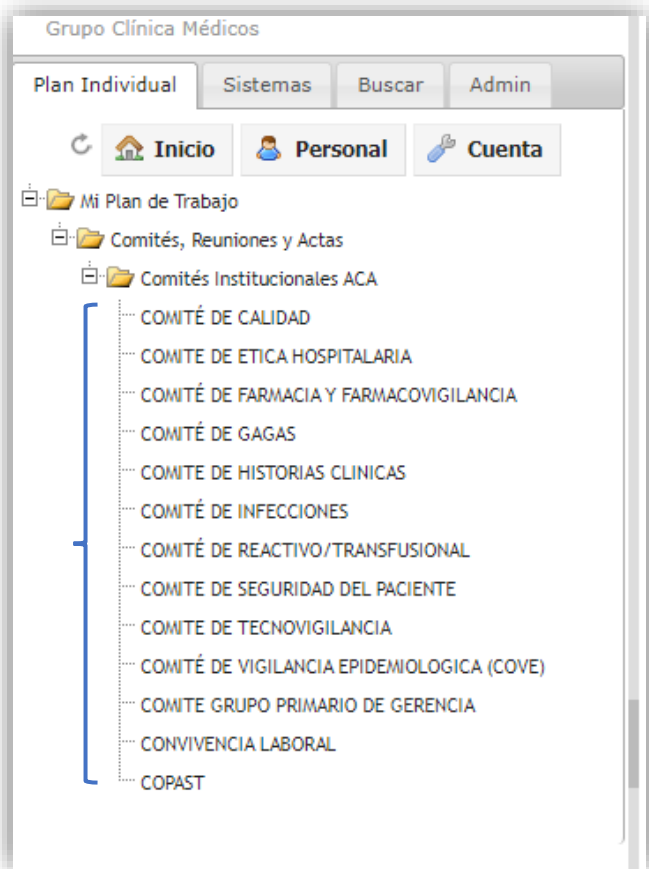 Grupo Clínica Médicos
Plan Individual Sistemas Buscar Admin
Inicio Personal Cuenta
Mi Plan de Trabajo
Comités, Reuniones y Actas
Comités Institucionales ACA
COMITÉ DE CALIDAD
COMITE DE ETICA HOSPITALARIA
COMITÉ DE FARMACIA Y FARMACOVIGILANCIA
COMITÉ DE GAGAS
COMITE DE HISTORIAS CLINICAS
COMITÉ DE INFECCIONES
COMITÉ DE REACTIVO/TRANSFUSIONAL
COMITE DE SEGURIDAD DEL PACIENTE
COMITE DE TECNOVIGILANCIA
COMITÉ DE VIGILANCIA EPIDEMIOLOGICA (COVE)
COMITE GRUPO PRIMARIO DE GERENCIA
CONVIVENCIA LABORAL
COPAST